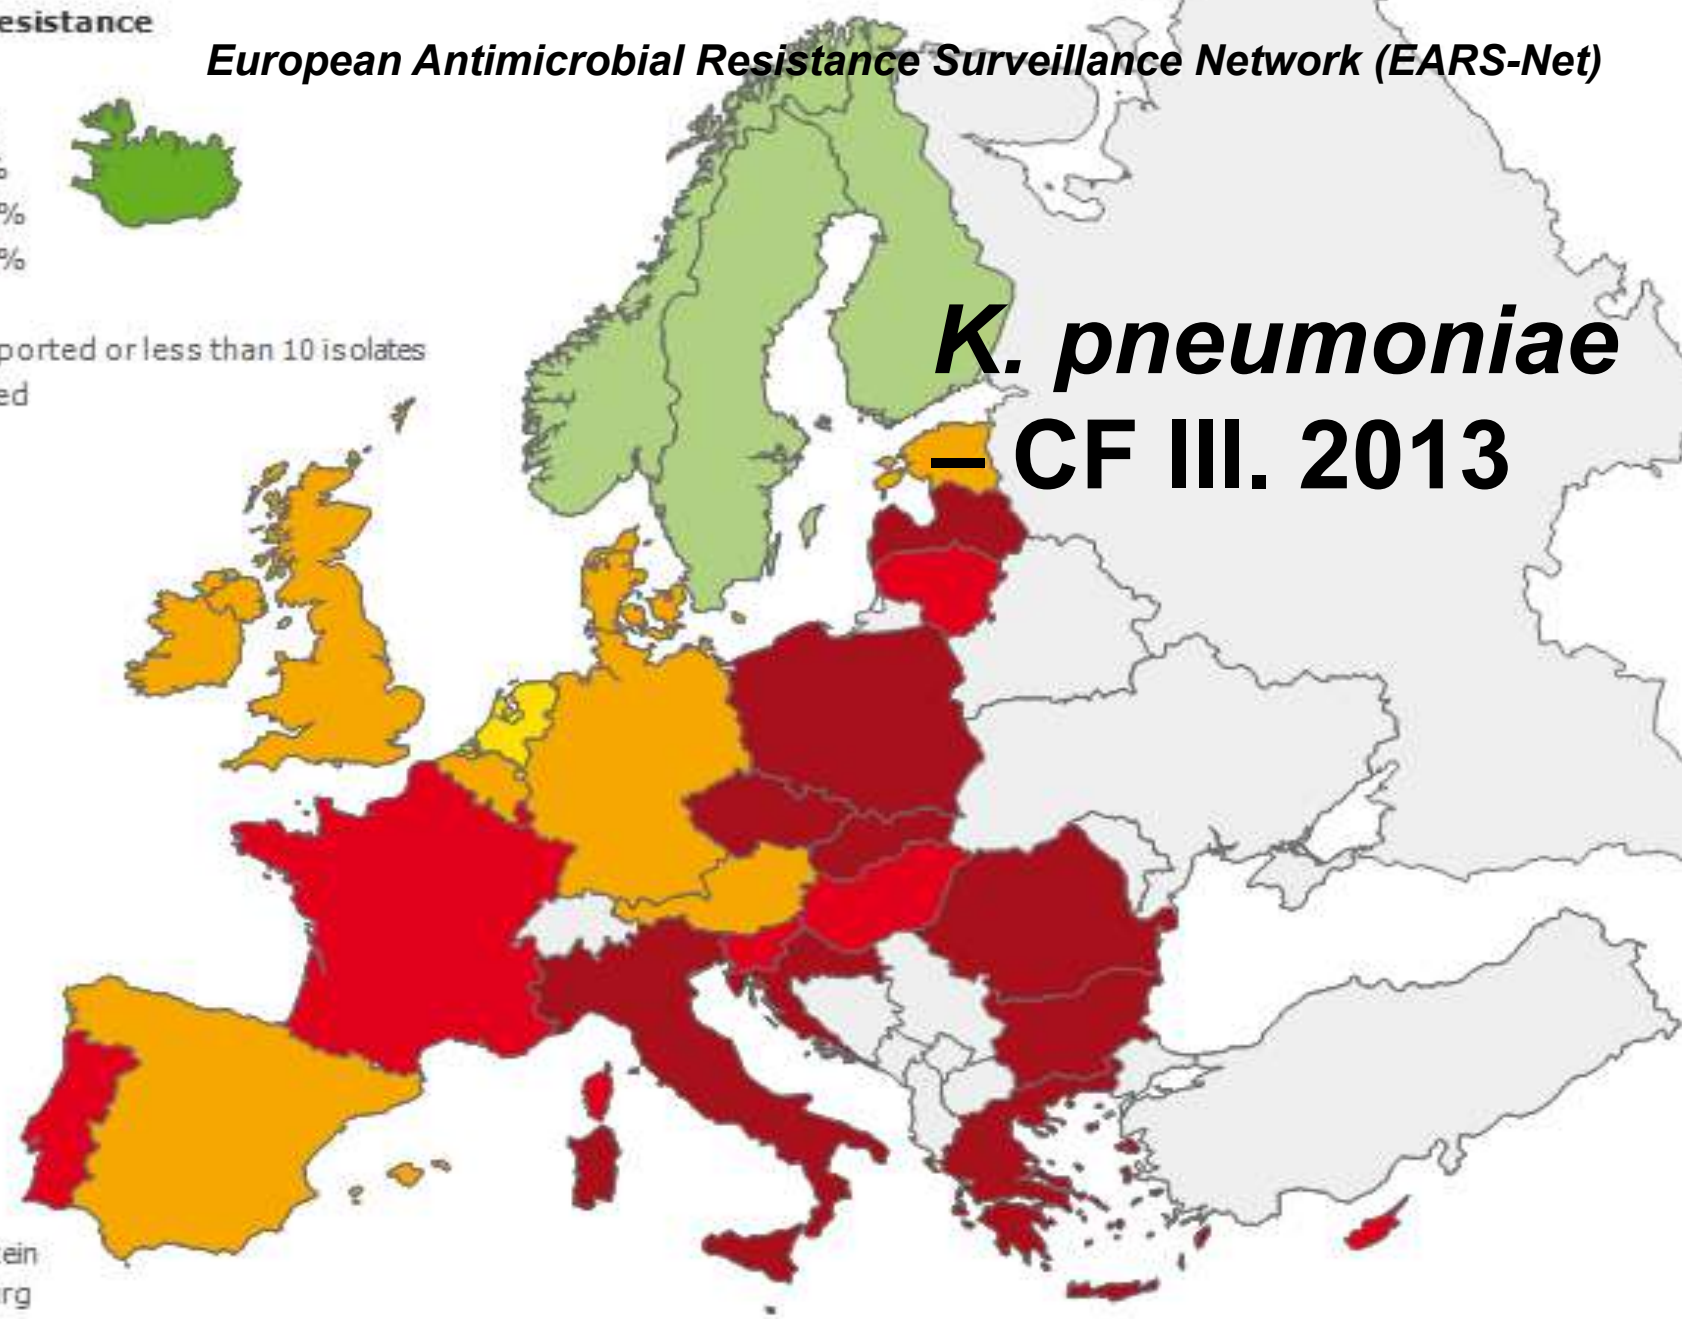 esistance
European Antimicrobial Resistance Surveillance Network (EARS-Net)
%
%
%
ported or less than 10 isolates
ed
K. pneumoniae
– CF III. 2013
ein
rg